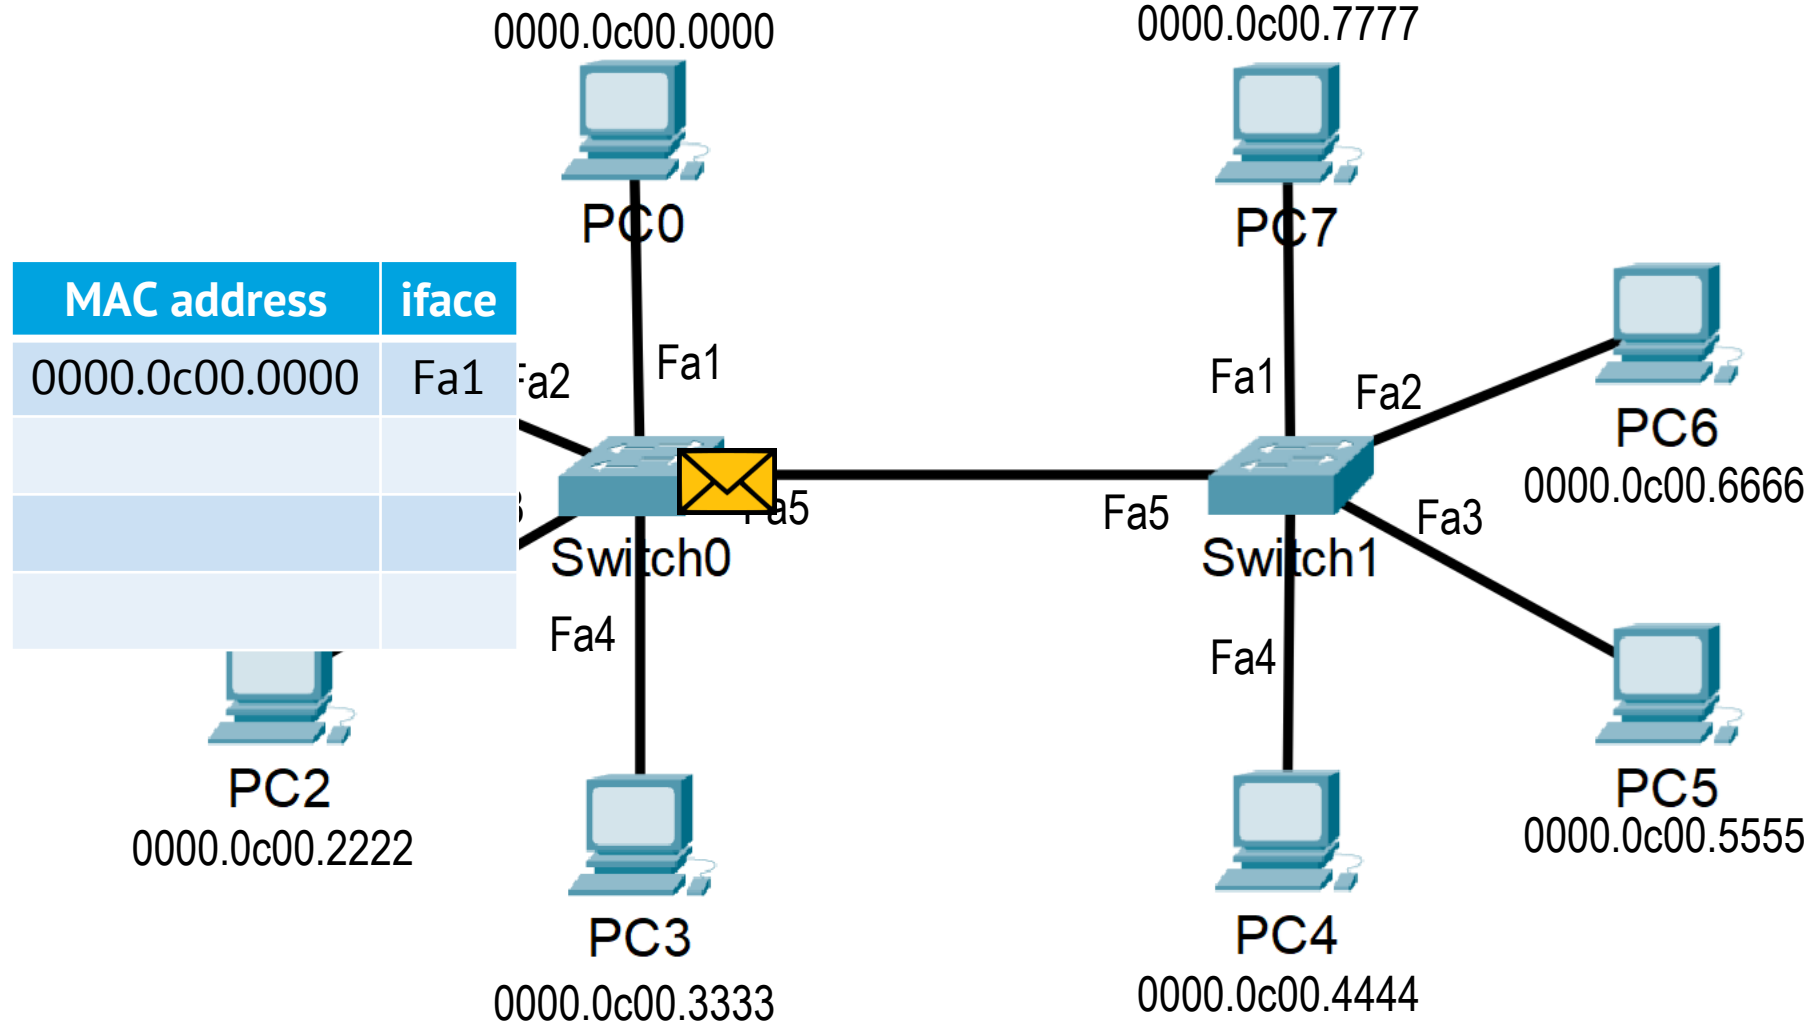 0000.0c00.0000
0000.0c00.7777
PC0
PC7
MAC address iface
0000.0c00.0000 Fa1
Fa2
Fa1
Fa1
Fa2
PC6
0000.0c00.6666
Fa5
Fa5
Fa3
Switch0
Switch1
Fa4
Fa4
PC2
0000.0c00.2222
PC5
0000.0c00.5555
PC3
0000.0c00.3333
PC4
0000.0c00.4444